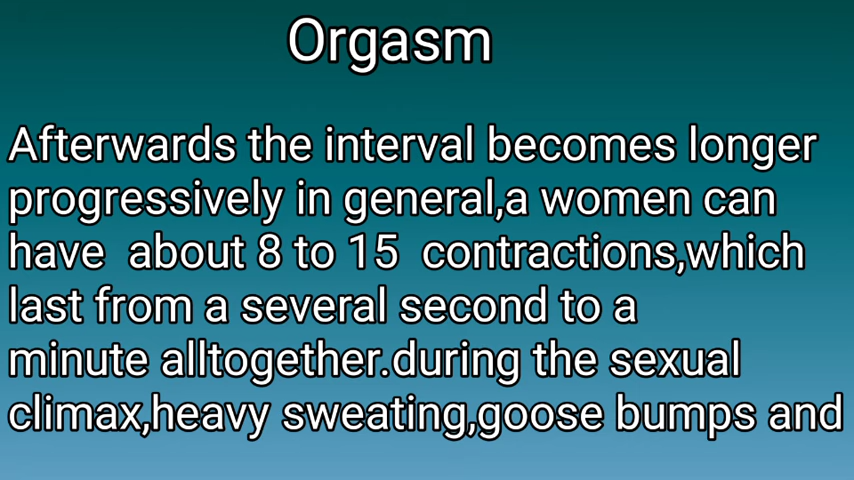 Orgasm
Afterwards the interval becomes longer
progressively in general,a women can
have about 8 to 15 contractions,which
last from a several second to a
minute alltogether.during the sexual
climax,heavy sweating,goose bumps and